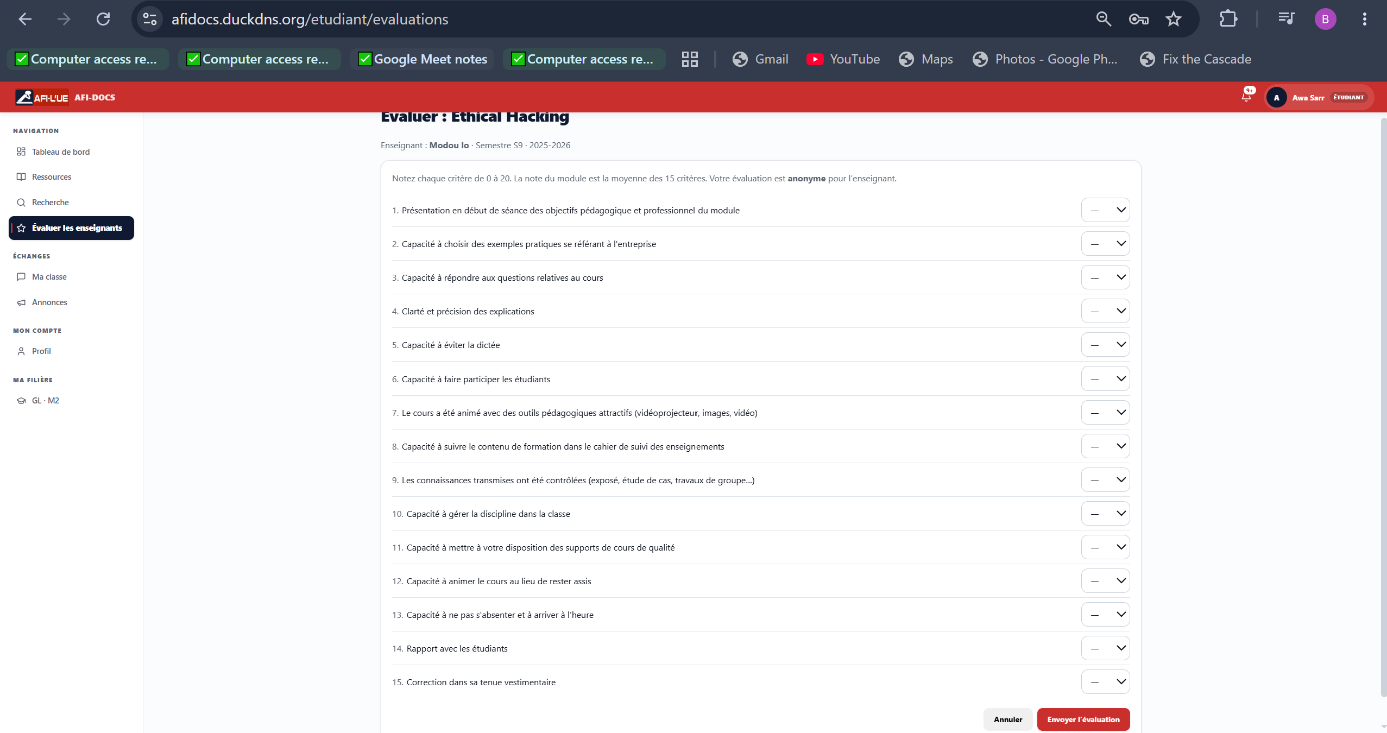 afidocs.duckdns.org/etudiant/evaluations
B
✅Computer access re...
✅Computer access re...
✅Google Meet notes
✅Computer access re...
Gmail
YouTube
Maps
Photos - Google Ph...
Fix the Cascade
AFI-L'UE
AFI-DOCS
9+
A
Awa Sarr
ÉTUDIANT
NAVIGATION
Tableau de bord
Ressources
Recherche
Évaluer les enseignants
ÉCHANGES
Ma classe
Annonces
MON COMPTE
Profil
MA FILIÈRE
GL · M2
Évaluer : Ethical Hacking
Enseignant : Modou lo · Semestre S9 · 2025-2026
Notez chaque critère de 0 à 20. La note du module est la moyenne des 15 critères. Votre évaluation est anonyme pour l'enseignant.
1. Présentation en début de séance des objectifs pédagogique et professionnel du module —
2. Capacité à choisir des exemples pratiques se référant à l'entreprise —
3. Capacité à répondre aux questions relatives au cours —
4. Clarté et précision des explications —
5. Capacité à éviter la dictée —
6. Capacité à faire participer les étudiants —
7. Le cours a été animé avec des outils pédagogiques attractifs (vidéoprojecteur, images, vidéo) —
8. Capacité à suivre le contenu de formation dans le cahier de suivi des enseignements —
9. Les connaissances transmises ont été contrôlées (exposé, étude de cas, travaux de groupe...) —
10. Capacité à gérer la discipline dans la classe —
11. Capacité à mettre à votre disposition des supports de cours de qualité —
12. Capacité à animer le cours au lieu de rester assis —
13. Capacité à ne pas s'absenter et à arriver à l'heure —
14. Rapport avec les étudiants —
15. Correction dans sa tenue vestimentaire —
Annuler
Envoyer l'évaluation